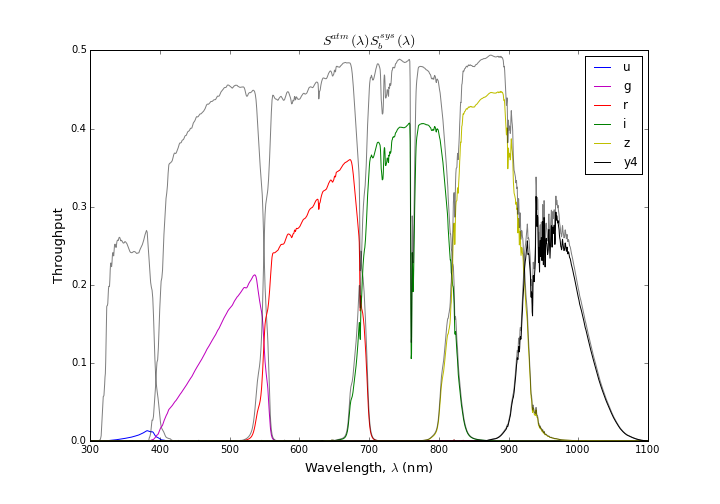 S^{atm}(λ)S_b^{sys}(λ)
0.5
0.4
0.3
0.2
0.1
0.0
Throughput
u
g
r
i
z
y4
300 400 500 600 700 800 900 1000 1100
Wavelength, λ (nm)